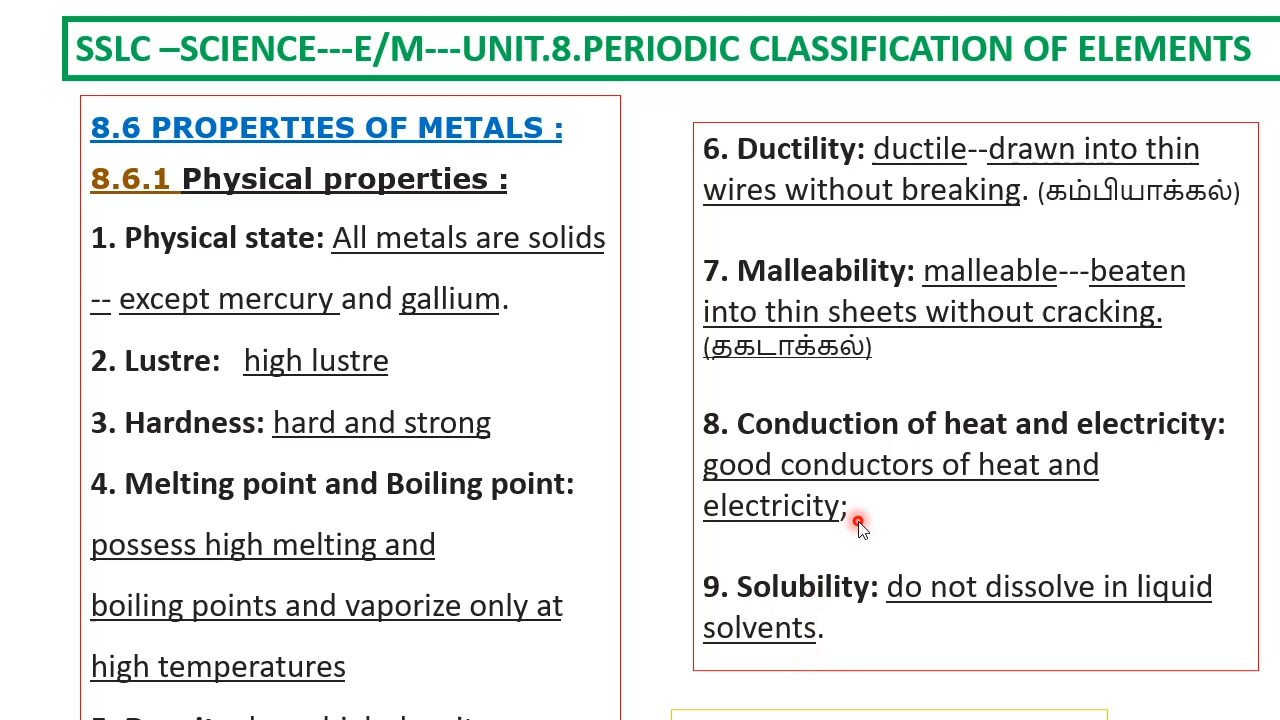 SSLC –SCIENCE---E/M---UNIT.8.PERIODIC CLASSIFICATION OF ELEMENTS
8.6 PROPERTIES OF METALS :
8.6.1 Physical properties :
1. Physical state: All metals are solids
-- except mercury and gallium.
2. Lustre: high lustre
3. Hardness: hard and strong
4. Melting point and Boiling point:
possess high melting and
boiling points and vaporize only at
high temperatures
6. Ductility: ductile--drawn into thin
wires without breaking. (கம்பியாக்கல்)
7. Malleability: malleable---beaten
into thin sheets without cracking.
(தகடாக்கல்)
8. Conduction of heat and electricity:
good conductors of heat and
electricity;
9. Solubility: do not dissolve in liquid
solvents.